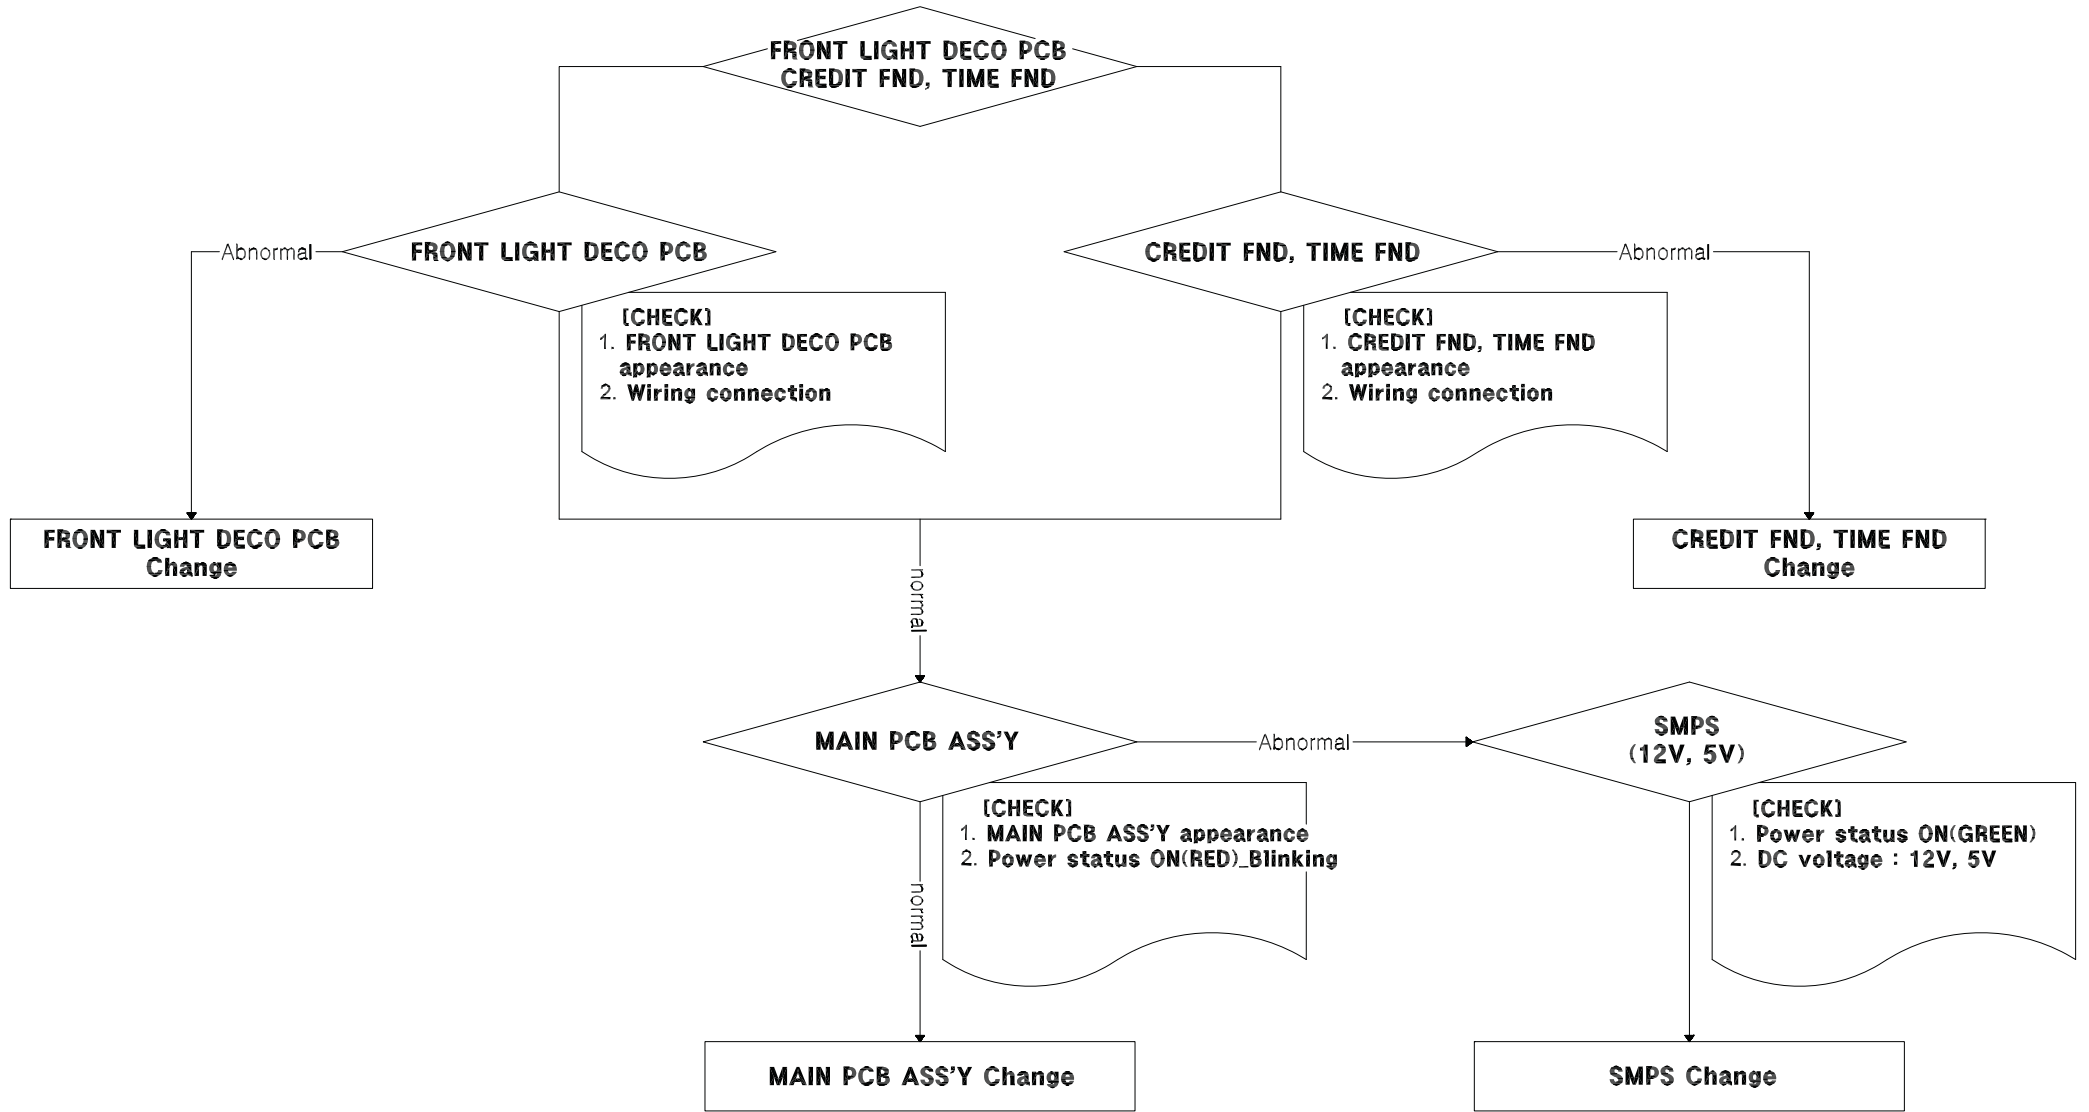 FRONT LIGHT DECO PCB
CREDIT FND, TIME FND
Abnormal
FRONT LIGHT DECO PCB
CREDIT FND, TIME FND
Abnormal
[CHECK]
1. FRONT LIGHT DECO PCB
appearance
2. Wiring connection
[CHECK]
1. CREDIT FND, TIME FND
appearance
2. Wiring connection
FRONT LIGHT DECO PCB
Change
CREDIT FND, TIME FND
Change
normal
MAIN PCB ASS'Y
Abnormal
SMPS
(12V, 5V)
[CHECK]
1. MAIN PCB ASS'Y appearance
2. Power status ON(RED)_Blinking
[CHECK]
1. Power status ON(GREEN)
2. DC voltage : 12V, 5V
normal
MAIN PCB ASS'Y Change
SMPS Change